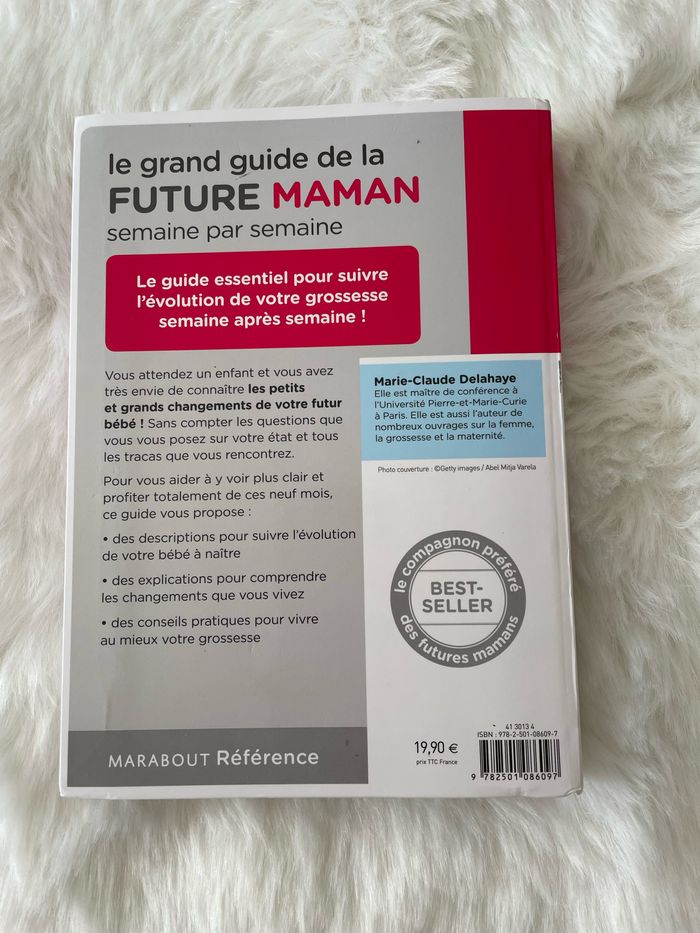 le grand guide de la
FUTURE MAMAN
semaine par semaine
Le guide essentiel pour suivre
l'évolution de votre grossesse
semaine après semaine !
Vous attendez un enfant et vous avez
très envie de connaître les petits
et grands changements de votre futur
bébé ! Sans compter les questions que
vous vous posez sur votre état et tous
les tracas que vous rencontrez.
Pour vous aider à y voir plus clair et
profiter totalement de ces neuf mois,
ce guide vous propose :
• des descriptions pour suivre l'évolution
de votre bébé à naître
• des explications pour comprendre
les changements que vous vivez
• des conseils pratiques pour vivre
au mieux votre grossesse
MARABOUT Référence
Marie-Claude Delahaye
Elle est maître de conférence à
l'Université Pierre-et-Marie-Curie
à Paris. Elle est aussi l'auteur de
nombreux ouvrages sur la femme,
la grossesse et la maternité.
Photo couverture : ©Getty images / Abel Mitja Varela
le compagnon préféré
BEST-
SELLER
des futures mamans
19,90 €
prix TTC France
41 3013 4
ISBN : 978-2-501-08609-7
9 782501 086097